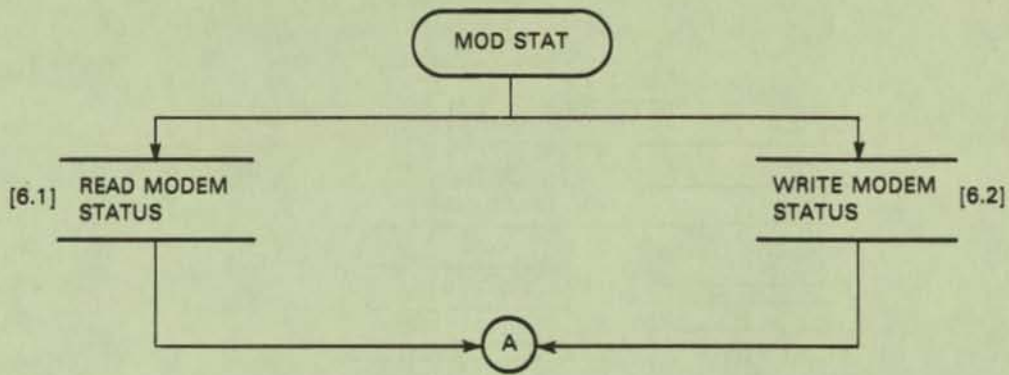 MOD STAT
[6.1]
READ MODEM
STATUS
WRITE MODEM
STATUS
[6.2]
A